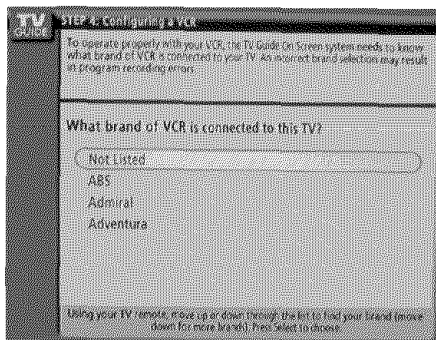 TV
GUIDE
STEP 4: Configuring a VCR
To operate properly with your VCR, the TV Guide On Screen system needs to know
what brand of VCR is connected to your TV. An incorrect brand selection may result
in program recording errors.
What brand of VCR is connected to this TV?
Not Listed
ABS
Admiral
Adventura
Using your TV remote, move up or down through the list to find your brand (move
down for more brands). Press Select to choose.